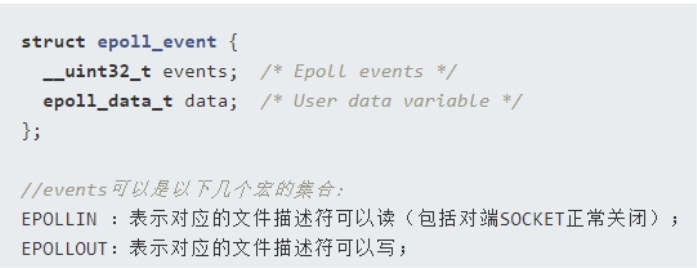 struct epoll_event {
__uint32_t events; /* Epoll events */
epoll_data_t data; /* User data variable */
};
//events可以是以下几个宏的集合:
EPOLLIN : 表示对应的文件描述符可以读（包括对端SOCKET正常关闭）;
EPOLLOUT: 表示对应的文件描述符可以写;